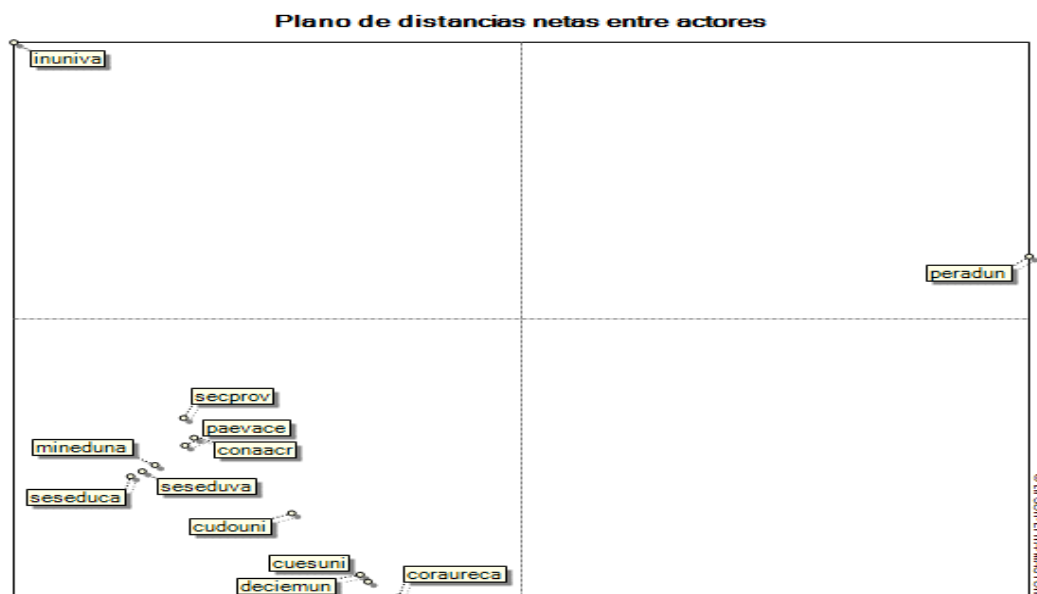 Plano de distancias netas entre actores
inuniva
peradun
secprov
paevace
mineduna
conaacr
seseduva
seseduca
cudouni
cuesuni
coraureca
deciemun